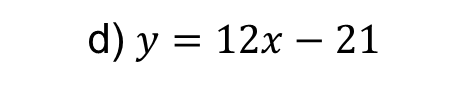 d) y = 12x − 21